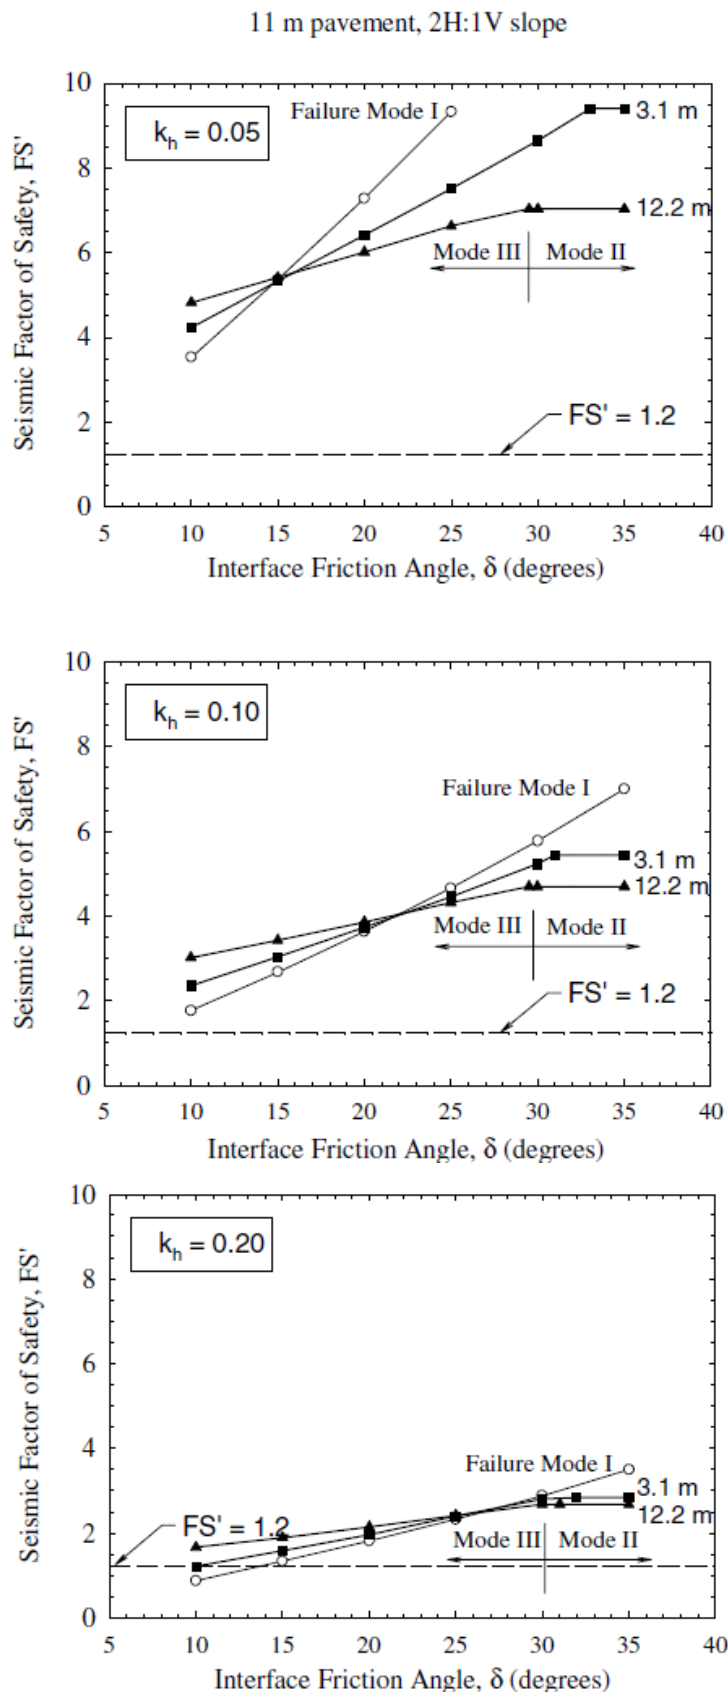 11 m pavement, 2H:1V slope
10
8
6
4
2
0
Seismic Factor of Safety, FS'
k_h = 0.05
Failure Mode I
3.1 m
12.2 m
Mode III
Mode II
FS' = 1.2
5 10 15 20 25 30 35 40
Interface Friction Angle, δ (degrees)
10
8
6
4
2
0
Seismic Factor of Safety, FS'
k_h = 0.10
Failure Mode I
3.1 m
12.2 m
Mode III
Mode II
FS' = 1.2
5 10 15 20 25 30 35 40
Interface Friction Angle, δ (degrees)
10
8
6
4
2
0
Seismic Factor of Safety, FS'
k_h = 0.20
Failure Mode I
3.1 m
12.2 m
FS' = 1.2
Mode III
Mode II
5 10 15 20 25 30 35 40
Interface Friction Angle, δ (degrees)